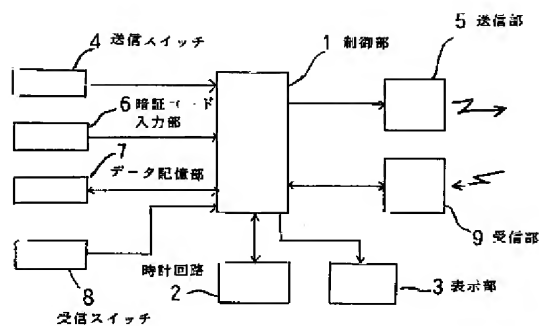 4 送信スイッチ
1 制御部
5 送信部
6 暗証コード
入力部
7
データ記憶部
8
受信スイッチ
時計回路
2
3 表示部
9 受信部